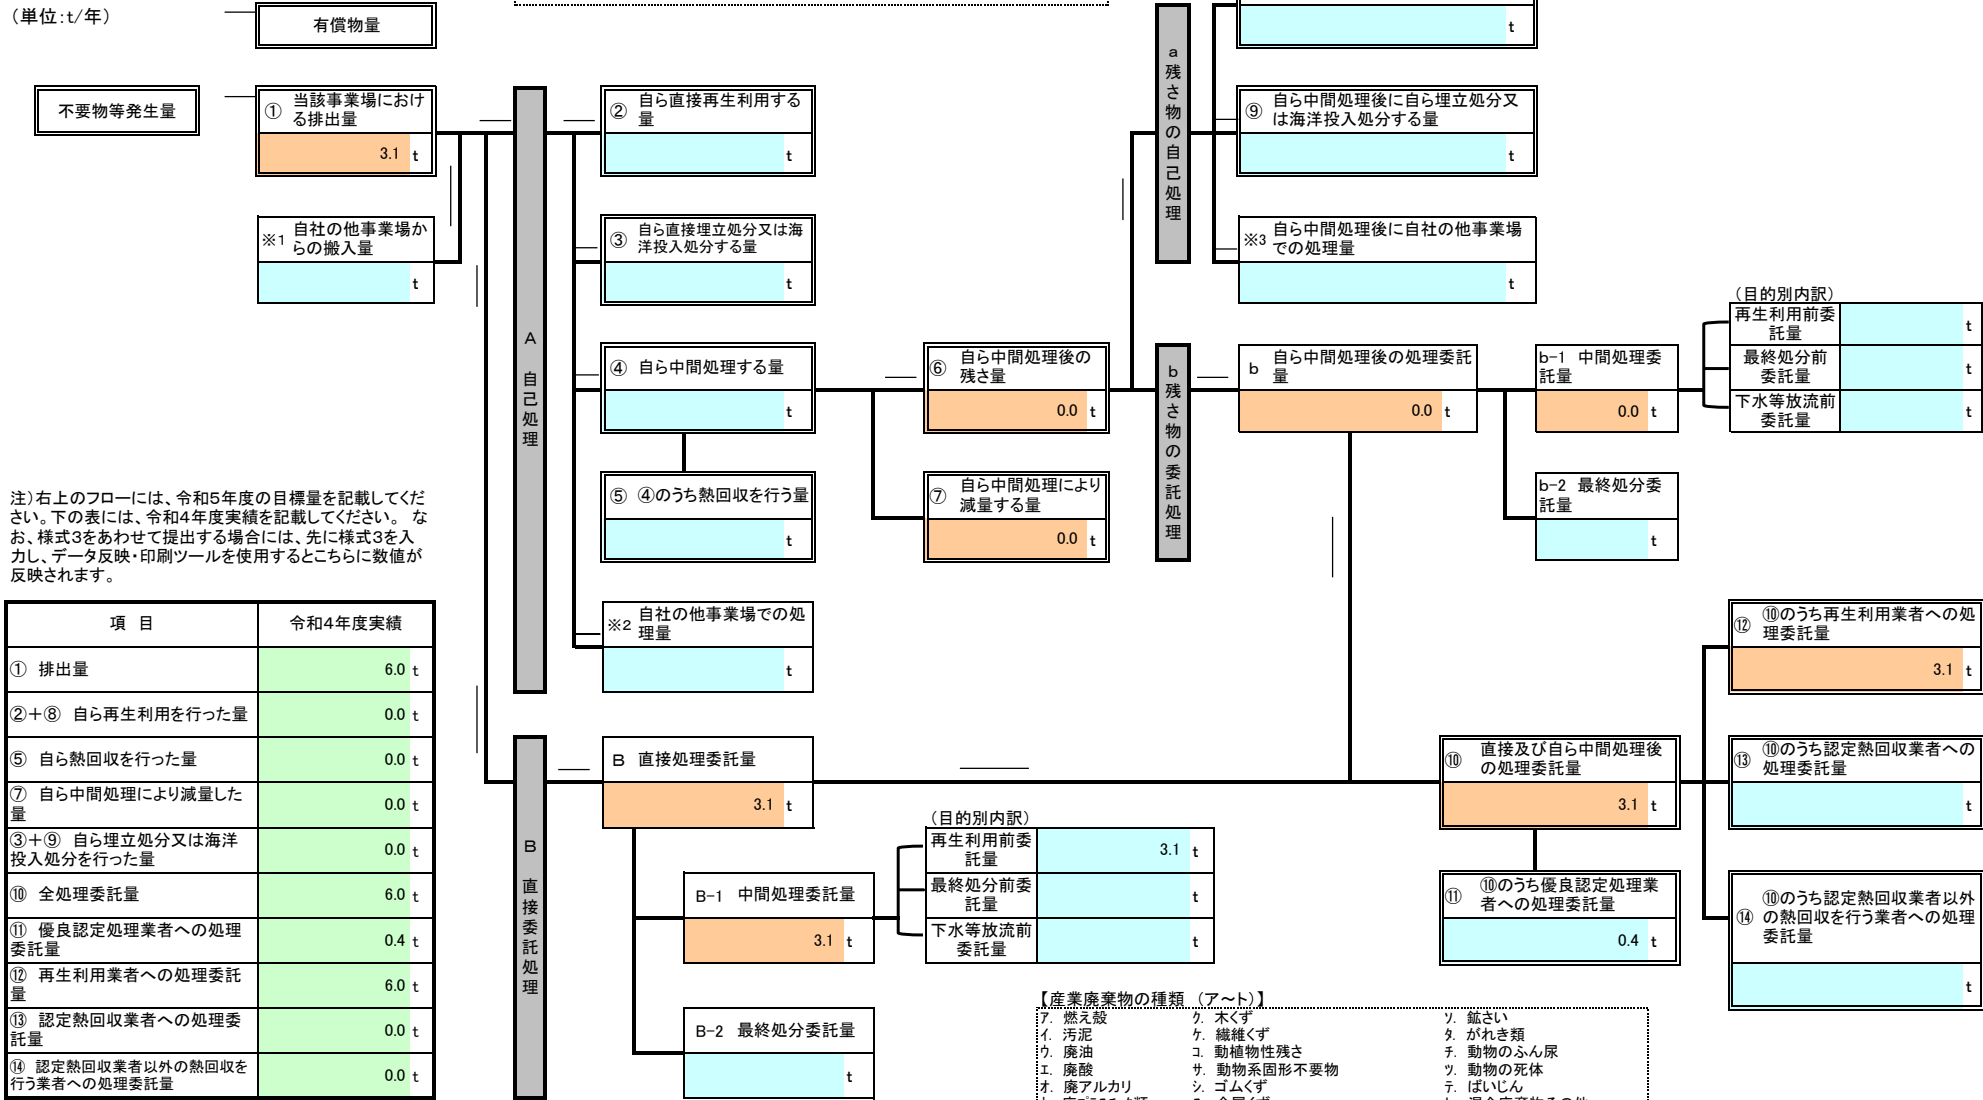 （単位:t/年）
有償物量
t
不要物等発生量
① 当該事業場におけ
る排出量
3.1 t
※1 自社の他事業場か
らの搬入量
t
A 自己処理
② 自ら直接再生利用する
量
t
③ 自ら直接埋立処分又は海
洋投入処分する量
t
④ 自ら中間処理する量
t
⑤ ④のうち熱回収を行う量
t
※2 自社の他事業場での処
理量
t
⑥ 自ら中間処理後の
残さ量
0.0 t
⑦ 自ら中間処理により
減量する量
0.0 t
a 残さ物の自己処理
⑨ 自ら中間処理後に自ら埋立処分又
は海洋投入処分する量
t
※3 自ら中間処理後に自社の他事業場
での処理量
t
b 残さ物の委託処理
b 自ら中間処理後の処理委託
量
0.0 t
b-1 中間処理委
託量
0.0 t
b-2 最終処分委
託量
t
（目的別内訳）
再生利用前委
託量
t
最終処分前
委託量
t
下水等放流前
委託量
t
注）右上のフローには、令和5年度の目標量を記載してくだ
さい。下の表には、令和4年度実績を記載してください。 な
お、様式3をあわせて提出する場合には、先に様式3を入
力し、データ反映・印刷ツールを使用するとこちらに数値が
反映されます。
項 目 令和4年度実績
① 排出量 6.0 t
②＋⑧ 自ら再生利用を行った量 0.0 t
⑤ 自ら熱回収を行った量 0.0 t
⑦ 自ら中間処理により減量した
量 0.0 t
③＋⑨ 自ら埋立処分又は海洋
投入処分を行った量 0.0 t
⑩ 全処理委託量 6.0 t
⑪ 優良認定処理業者への処理
委託量 0.4 t
⑫ 再生利用業者への処理委託
量 6.0 t
⑬ 認定熱回収業者への処理委
託量 0.0 t
⑭ 認定熱回収業者以外の熱回収を
行う業者への処理委託量 0.0 t
B 直接委託処理
B 直接処理委託量
3.1 t
B-1 中間処理委託量
3.1 t
B-2 最終処分委託量
t
（目的別内訳）
再生利用前委
託量
3.1 t
最終処分前委
託量
t
下水等放流前
委託量
t
⑩ 直接及び自ら中間処理後
の処理委託量
3.1 t
⑪ ⑩のうち優良認定処理業
者への処理委託量
0.4 t
⑫ ⑩のうち再生利用業者への処
理委託量
3.1 t
⑬ ⑩のうち認定熱回収業者への
処理委託量
t
⑭ ⑩のうち認定熱回収業者以外
の熱回収を行う業者への処理
委託量
t
【産業廃棄物の種類 （ア～ト）】
ｱ. 燃え殻 ｸ. 木くず ｿ. 鉱さい
ｲ. 汚泥 ｹ. 繊維くず ﾀ. がれき類
ｳ. 廃油 ｺ. 動植物性残さ ﾁ. 動物のふん尿
ｴ. 廃酸 ｻ. 動物系固形不要物 ﾂ. 動物の死体
ｵ. 廃アルカリ ｼ. ゴムくず ﾃ. ばいじん